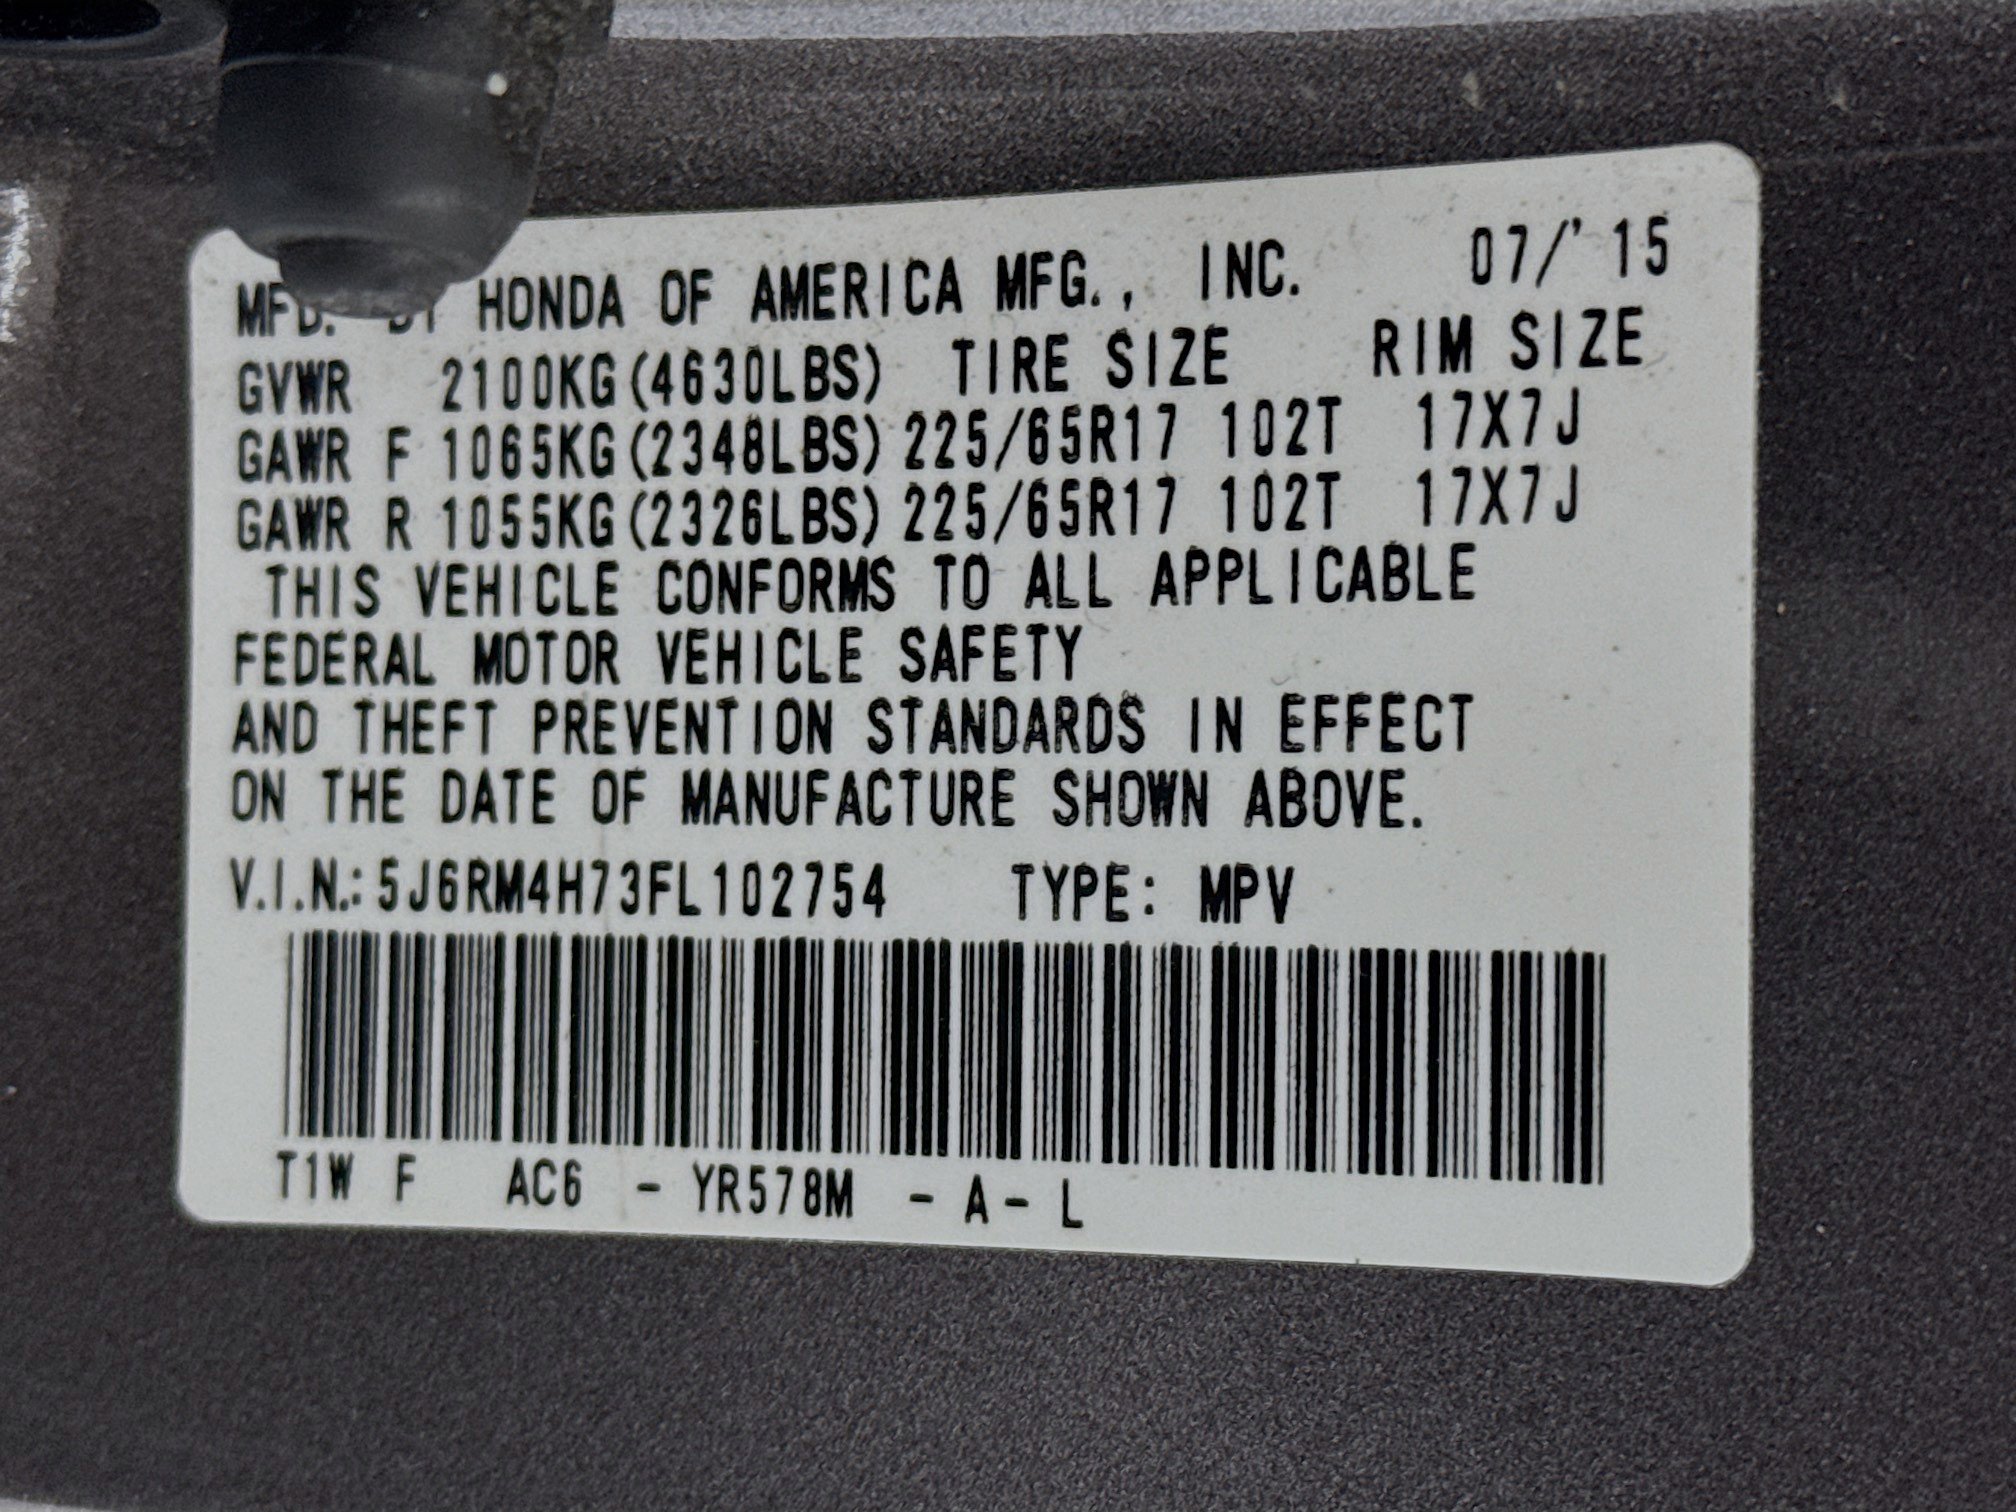 MFD. BY HONDA OF AMERICA MFG., INC. 07/'15
GVWR 2100KG(4630LBS) TIRE SIZE RIM SIZE
GAWR F 1065KG(2348LBS) 225/65R17 102T 17X7J
GAWR R 1055KG(2326LBS) 225/65R17 102T 17X7J
THIS VEHICLE CONFORMS TO ALL APPLICABLE
FEDERAL MOTOR VEHICLE SAFETY
AND THEFT PREVENTION STANDARDS IN EFFECT
ON THE DATE OF MANUFACTURE SHOWN ABOVE.
V.I.N.: 5J6RM4H73FL102754 TYPE: MPV
T1W F AC6 - YR578M - A - L